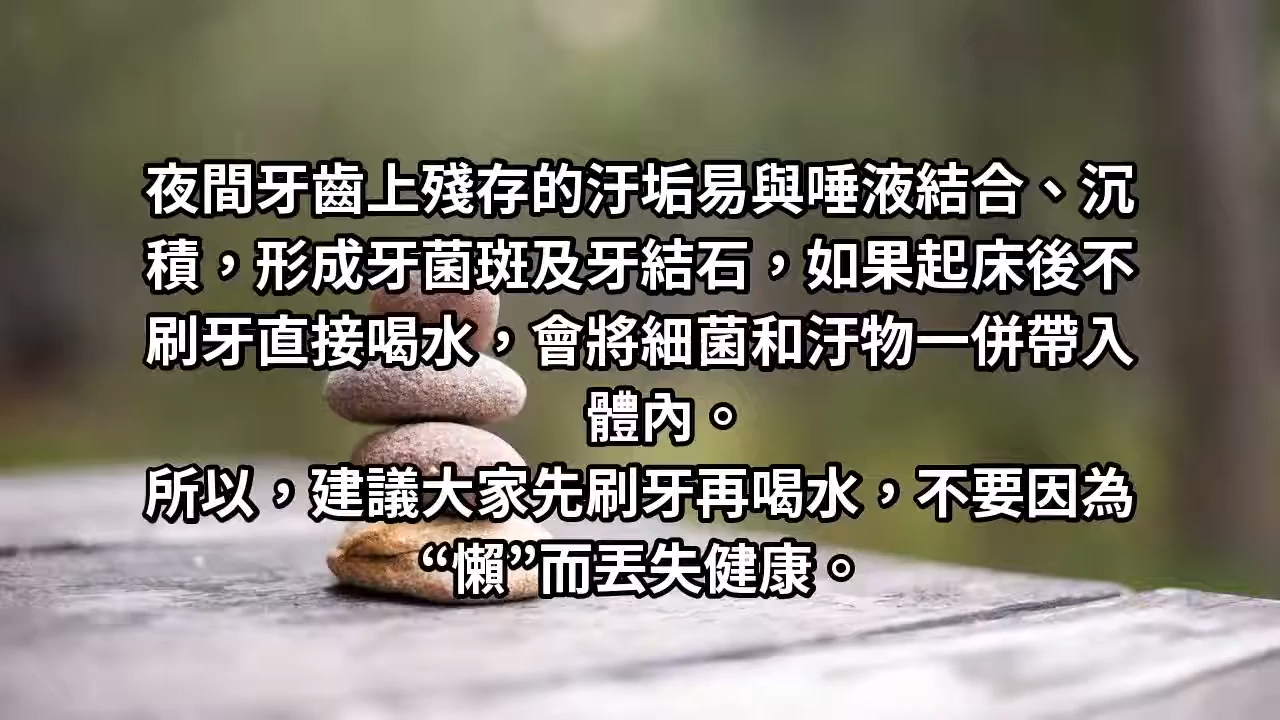 夜間牙齒上殘存的汙垢易與唾液結合、沉
積，形成牙菌斑及牙結石，如果起床後不
刷牙直接喝水，會將細菌和汙物一併帶入
體內。
所以，建議大家先刷牙再喝水，不要因為
“懶”而丟失健康。